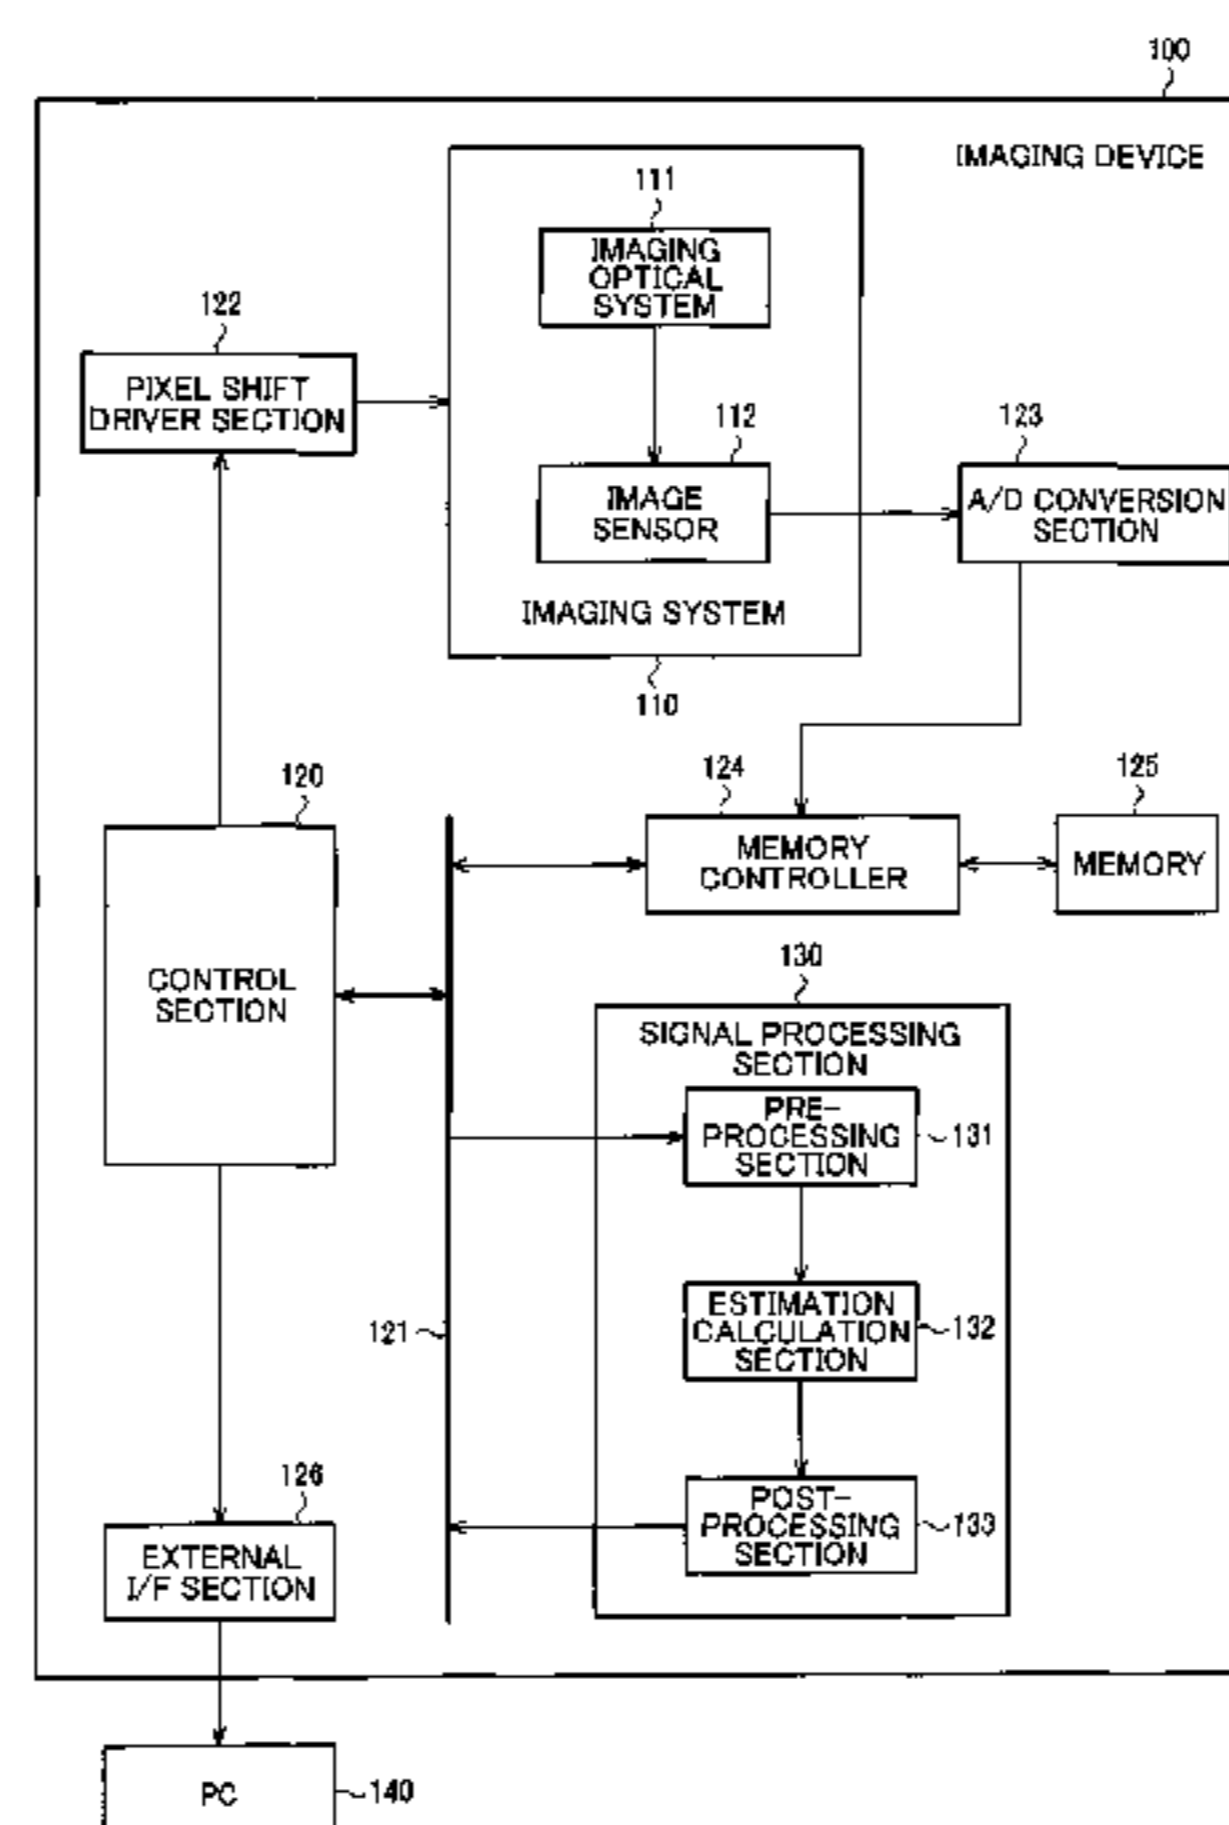 100
IMAGING DEVICE
111
IMAGING
OPTICAL
SYSTEM
122
PIXEL SHIFT
DRIVER SECTION
112
IMAGE
SENSOR
123
A/D CONVERSION
SECTION
IMAGING SYSTEM
110
120
CONTROL
SECTION
124
MEMORY
CONTROLLER
125
MEMORY
130
SIGNAL PROCESSING
SECTION
PRE-
PROCESSING
SECTION
131
121
ESTIMATION
CALCULATION
SECTION
132
126
EXTERNAL
I/F SECTION
POST-
PROCESSING
SECTION
133
PC
140